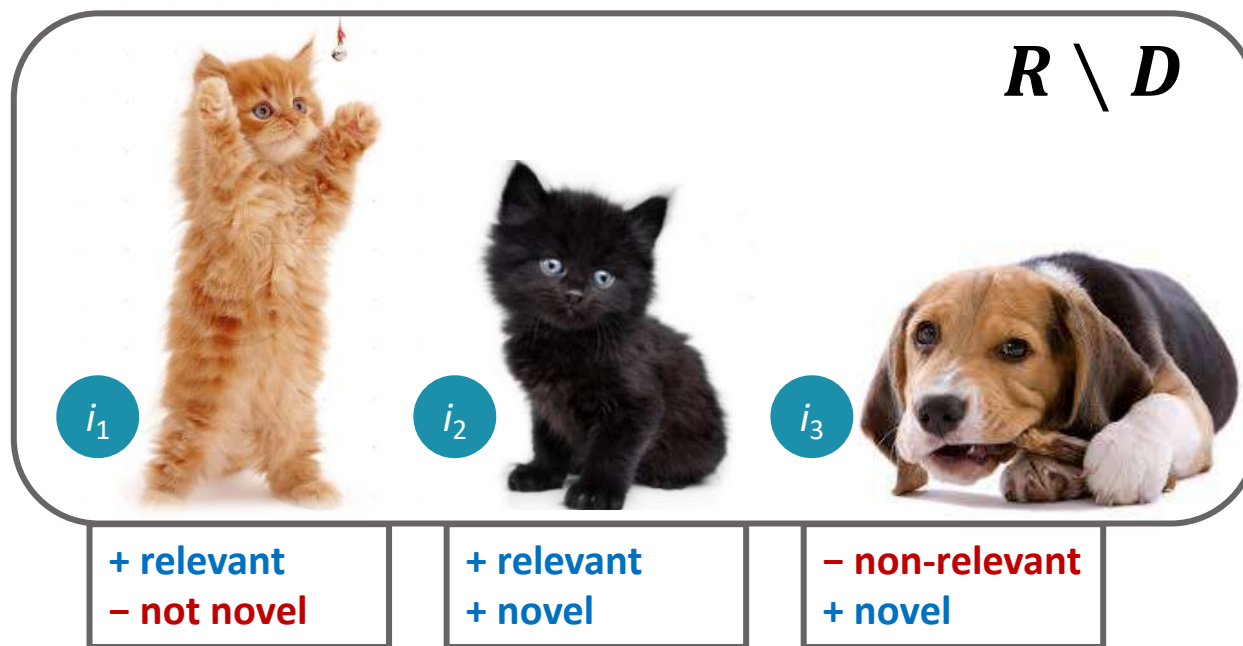 R \ D
i₁
i₂
i₃
+ relevant
− not novel
+ relevant
+ novel
− non-relevant
+ novel